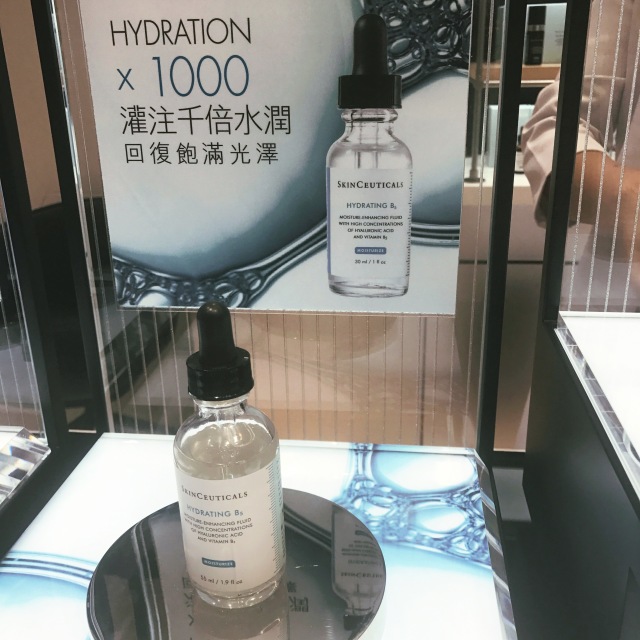 HYDRATION
x 1000
灌注千倍水潤
回復飽滿光澤
SKINCEUTICALS
HYDRATING B5
MOISTURE-ENHANCING FLUID
WITH HIGH CONCENTRATIONS
OF HYALURONIC ACID
AND VITAMIN B5
MOISTURIZE
30 ml / 1 fl oz
SKINCEUTICALS
HYDRATING B5
MOISTURE-ENHANCING FLUID
WITH HIGH CONCENTRATIONS
OF HYALURONIC ACID
AND VITAMIN B5
MOISTURIZE
55 ml / 1.9 fl oz